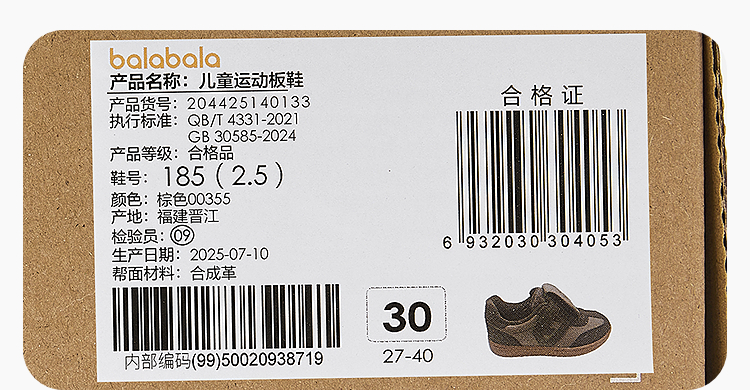 balabala
产品名称：儿童运动板鞋
产品货号：204425140133
执行标准：QB/T 4331-2021
GB 30585-2024
产品等级：合格品
鞋号：185（2.5）
颜色：棕色00355
产地：福建晋江
检验员：09
生产日期：2025-07-10
帮面材料：合成革
内部编码(99)50020938719
合格证
6 932030 304053
30
27-40